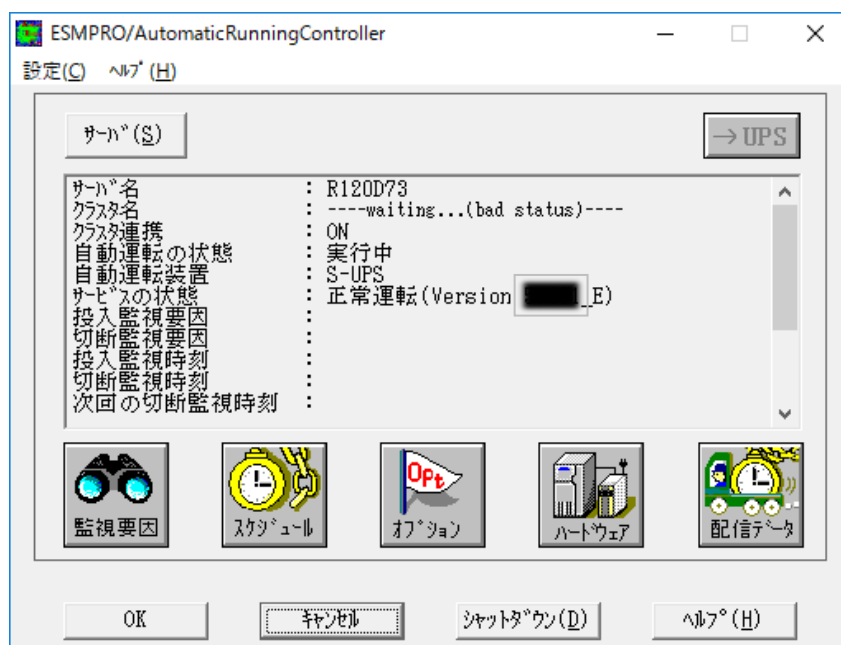 ESMPRO/AutomaticRunningController
設定(C) ﾍﾙﾌﾟ(H)
ｻｰﾊﾞ(S)
→UPS
ｻｰﾊﾞ名 : R120D73
ｸﾗｽﾀ名 : ----waiting...(bad status)----
ｸﾗｽﾀ連携 : ON
自動運転の状態 : 実行中
自動運転装置 : S-UPS
ｻｰﾋﾞｽの状態 : 正常運転(Version _E)
投入監視要因 :
切断監視要因 :
投入監視時刻 :
切断監視時刻 :
次回の切断監視時刻 :
OPt
監視要因 ｽｹｼﾞｭｰﾙ ｵﾌﾟｼｮﾝ ﾊｰﾄﾞｳｪｱ 配信ﾃﾞｰﾀ
OK ｷｬﾝｾﾙ ｼｬｯﾄﾀﾞｳﾝ(D) ﾍﾙﾌﾟ(H)